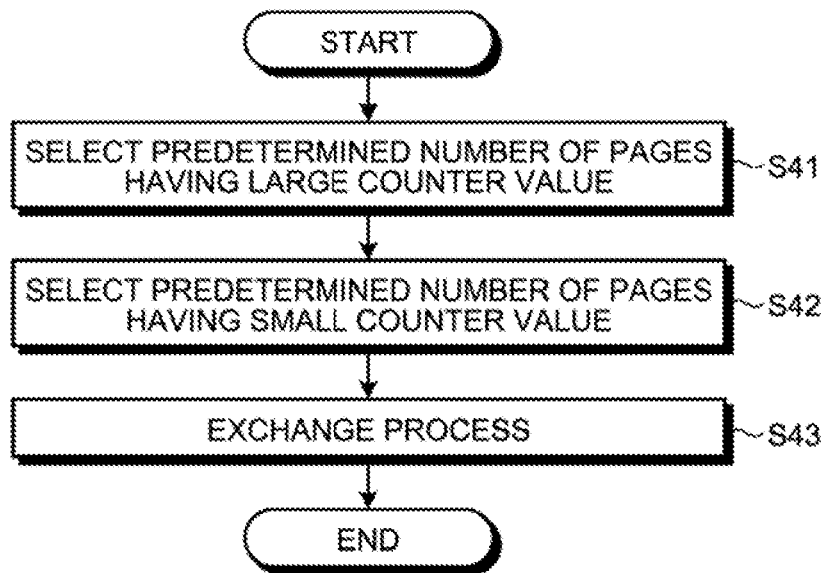 START
SELECT PREDETERMINED NUMBER OF PAGES
HAVING LARGE COUNTER VALUE
S41
SELECT PREDETERMINED NUMBER OF PAGES
HAVING SMALL COUNTER VALUE
S42
EXCHANGE PROCESS
S43
END